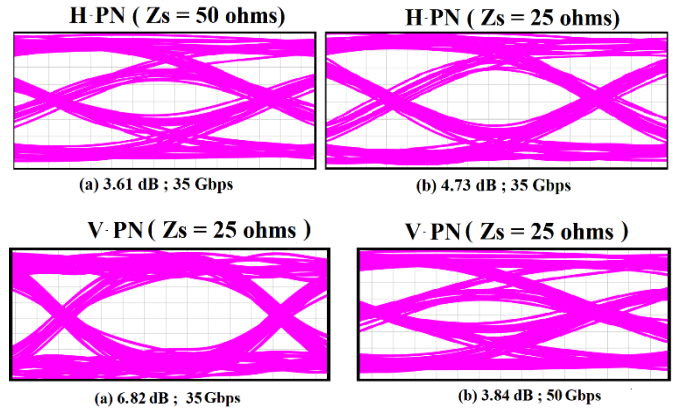 H-PN ( Zs = 50 ohms)
H-PN ( Zs = 25 ohms)
(a) 3.61 dB ; 35 Gbps
(b) 4.73 dB ; 35 Gbps
V-PN ( Zs = 25 ohms)
V-PN ( Zs = 25 ohms )
(a) 6.82 dB ; 35 Gbps
(b) 3.84 dB ; 50 Gbps